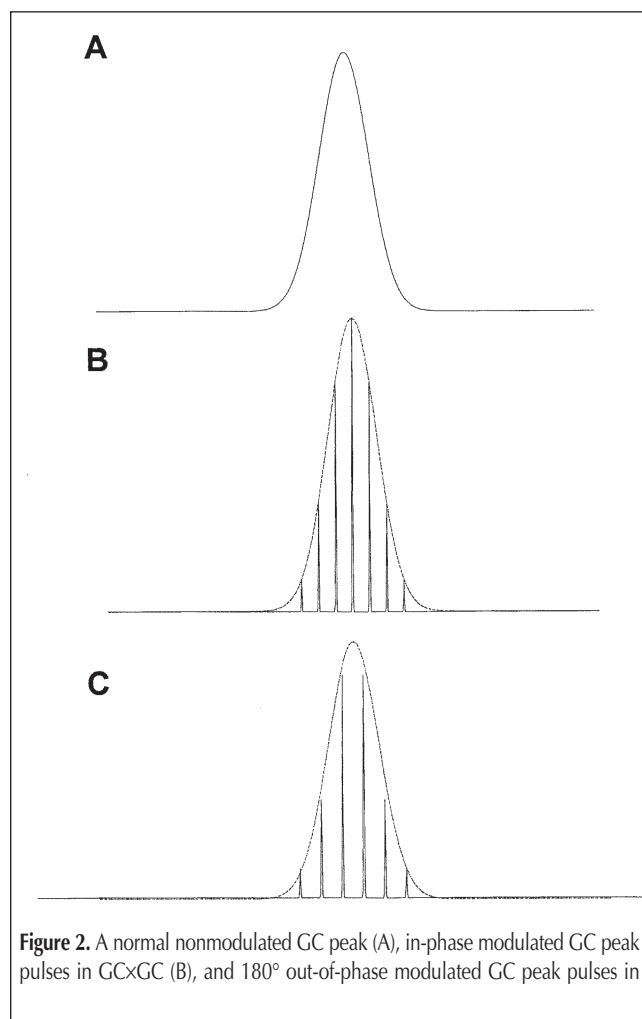 A
B
C
Figure 2. A normal nonmodulated GC peak (A), in-phase modulated GC peak
pulses in GC×GC (B), and 180° out-of-phase modulated GC peak pulses in